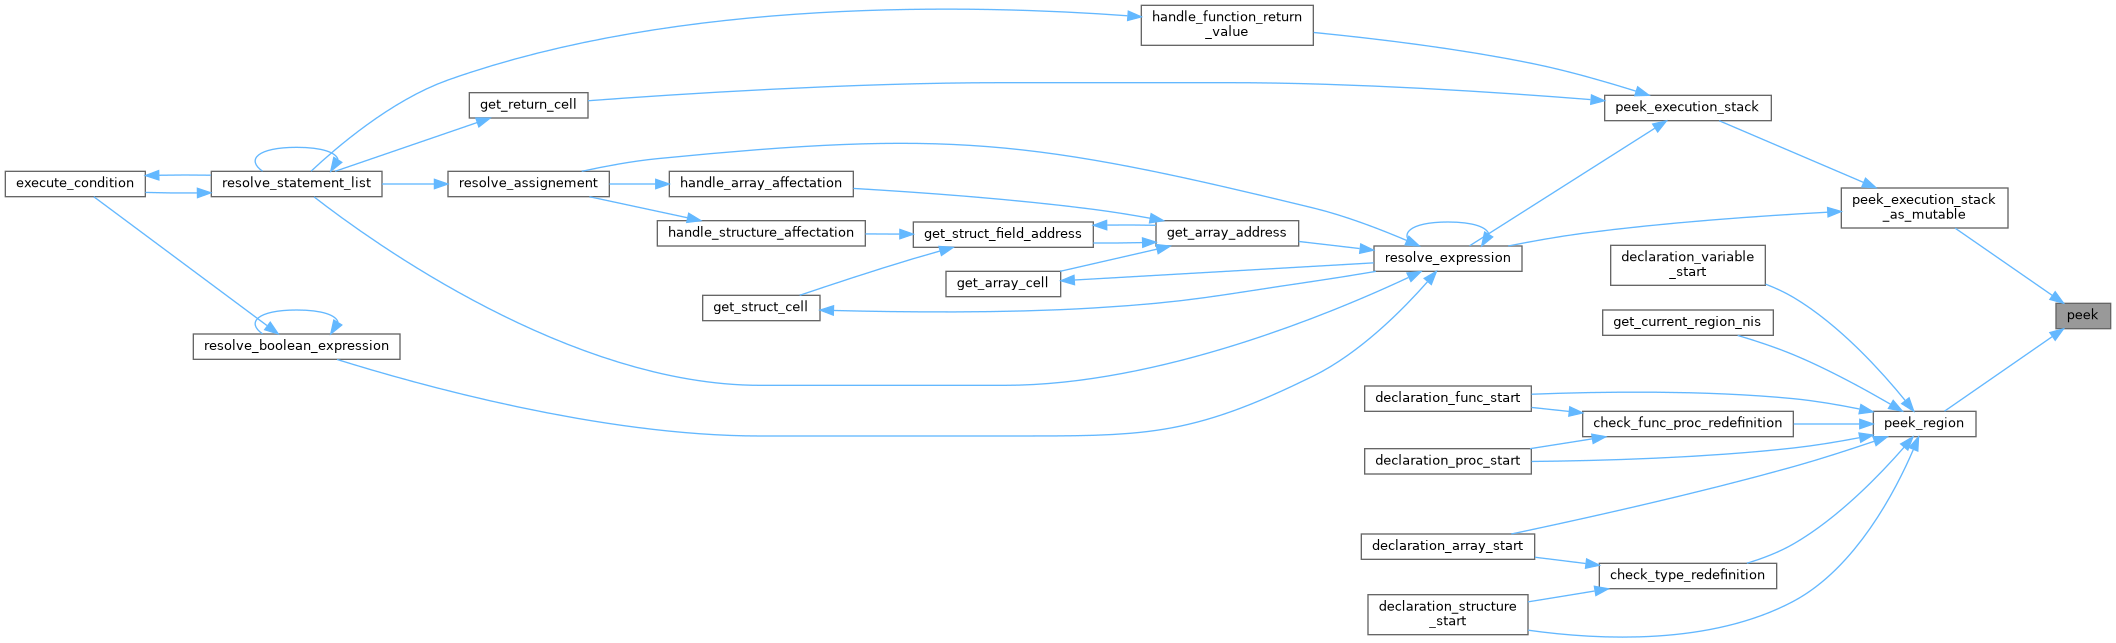 handle_function_return
_value
get_return_cell
peek_execution_stack
execute_condition
resolve_statement_list
resolve_assignement
handle_array_affectation
peek_execution_stack
_as_mutable
handle_structure_affectation
get_struct_field_address
get_array_address
resolve_expression
declaration_variable
_start
get_array_cell
get_struct_cell
peek
get_current_region_nis
resolve_boolean_expression
declaration_func_start
check_func_proc_redefinition
peek_region
declaration_proc_start
declaration_array_start
check_type_redefinition
declaration_structure
_start